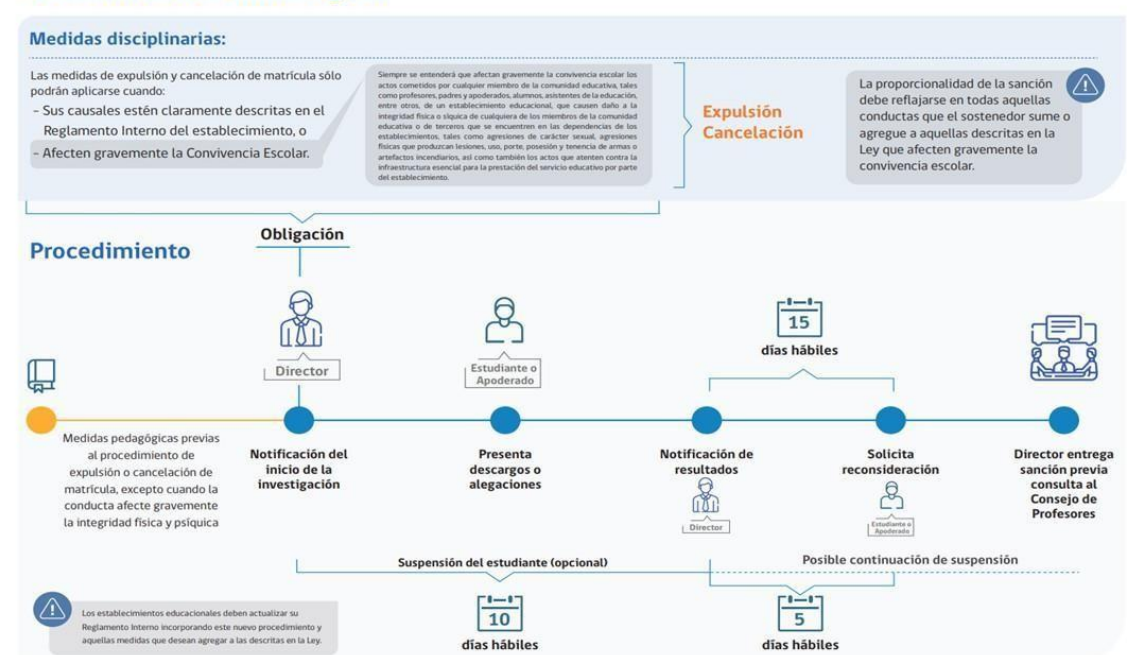 Medidas disciplinarias:
Las medidas de expulsión y cancelación de matrícula sólo
podrán aplicarse cuando:
- Sus causales estén claramente descritas en el
Reglamento Interno del establecimiento, o
- Afecten gravemente la Convivencia Escolar.
Siempre se entenderá que afectan gravemente la convivencia escolar los
actos cometidos por cualquier miembro de la comunidad educativa, tales
como profesores, padres y apoderados, alumnos, asistentes de la educación,
entre otros, de un establecimiento educacional, que causen daño a la
integridad física o síquica de cualquiera de los miembros de la comunidad
educativa o de terceros que se encuentren en las dependencias de los
establecimientos, tales como agresiones de carácter sexual, agresiones
físicas que produzcan lesiones, uso, porte, posesión y tenencia de armas o
artefactos incendiarios, así como también los actos que atenten contra la
infraestructura esencial para la prestación del servicio educativo por parte
del establecimiento.
Expulsión
Cancelación
La proporcionalidad de la sanción
debe reflajarse en todas aquellas
conductas que el sostenedor sume o
agregue a aquellas descritas en la
Ley que afecten gravemente la
convivencia escolar.
Procedimiento
Obligación
Director
Estudiante o
Apoderado
15
días hábiles
Medidas pedagógicas previas
al procedimiento de
expulsión o cancelación de
matrícula, excepto cuando la
conducta afecte gravemente
la integridad física y psíquica
Notificación del
inicio de la
investigación
Presenta
descargos o
alegaciones
Notificación de
resultados
Director
Solicita
reconsideración
Estudiante o
Apoderado
Director entrega
sanción previa
consulta al
Consejo de
Profesores
Suspensión del estudiante (opcional)
Posible continuación de suspensión
10
días hábiles
5
días hábiles
Los establecimientos educacionales deben actualizar su
Reglamento Interno incorporando este nuevo procedimiento y
aquellas medidas que desean agregar a las descritas en la Ley.